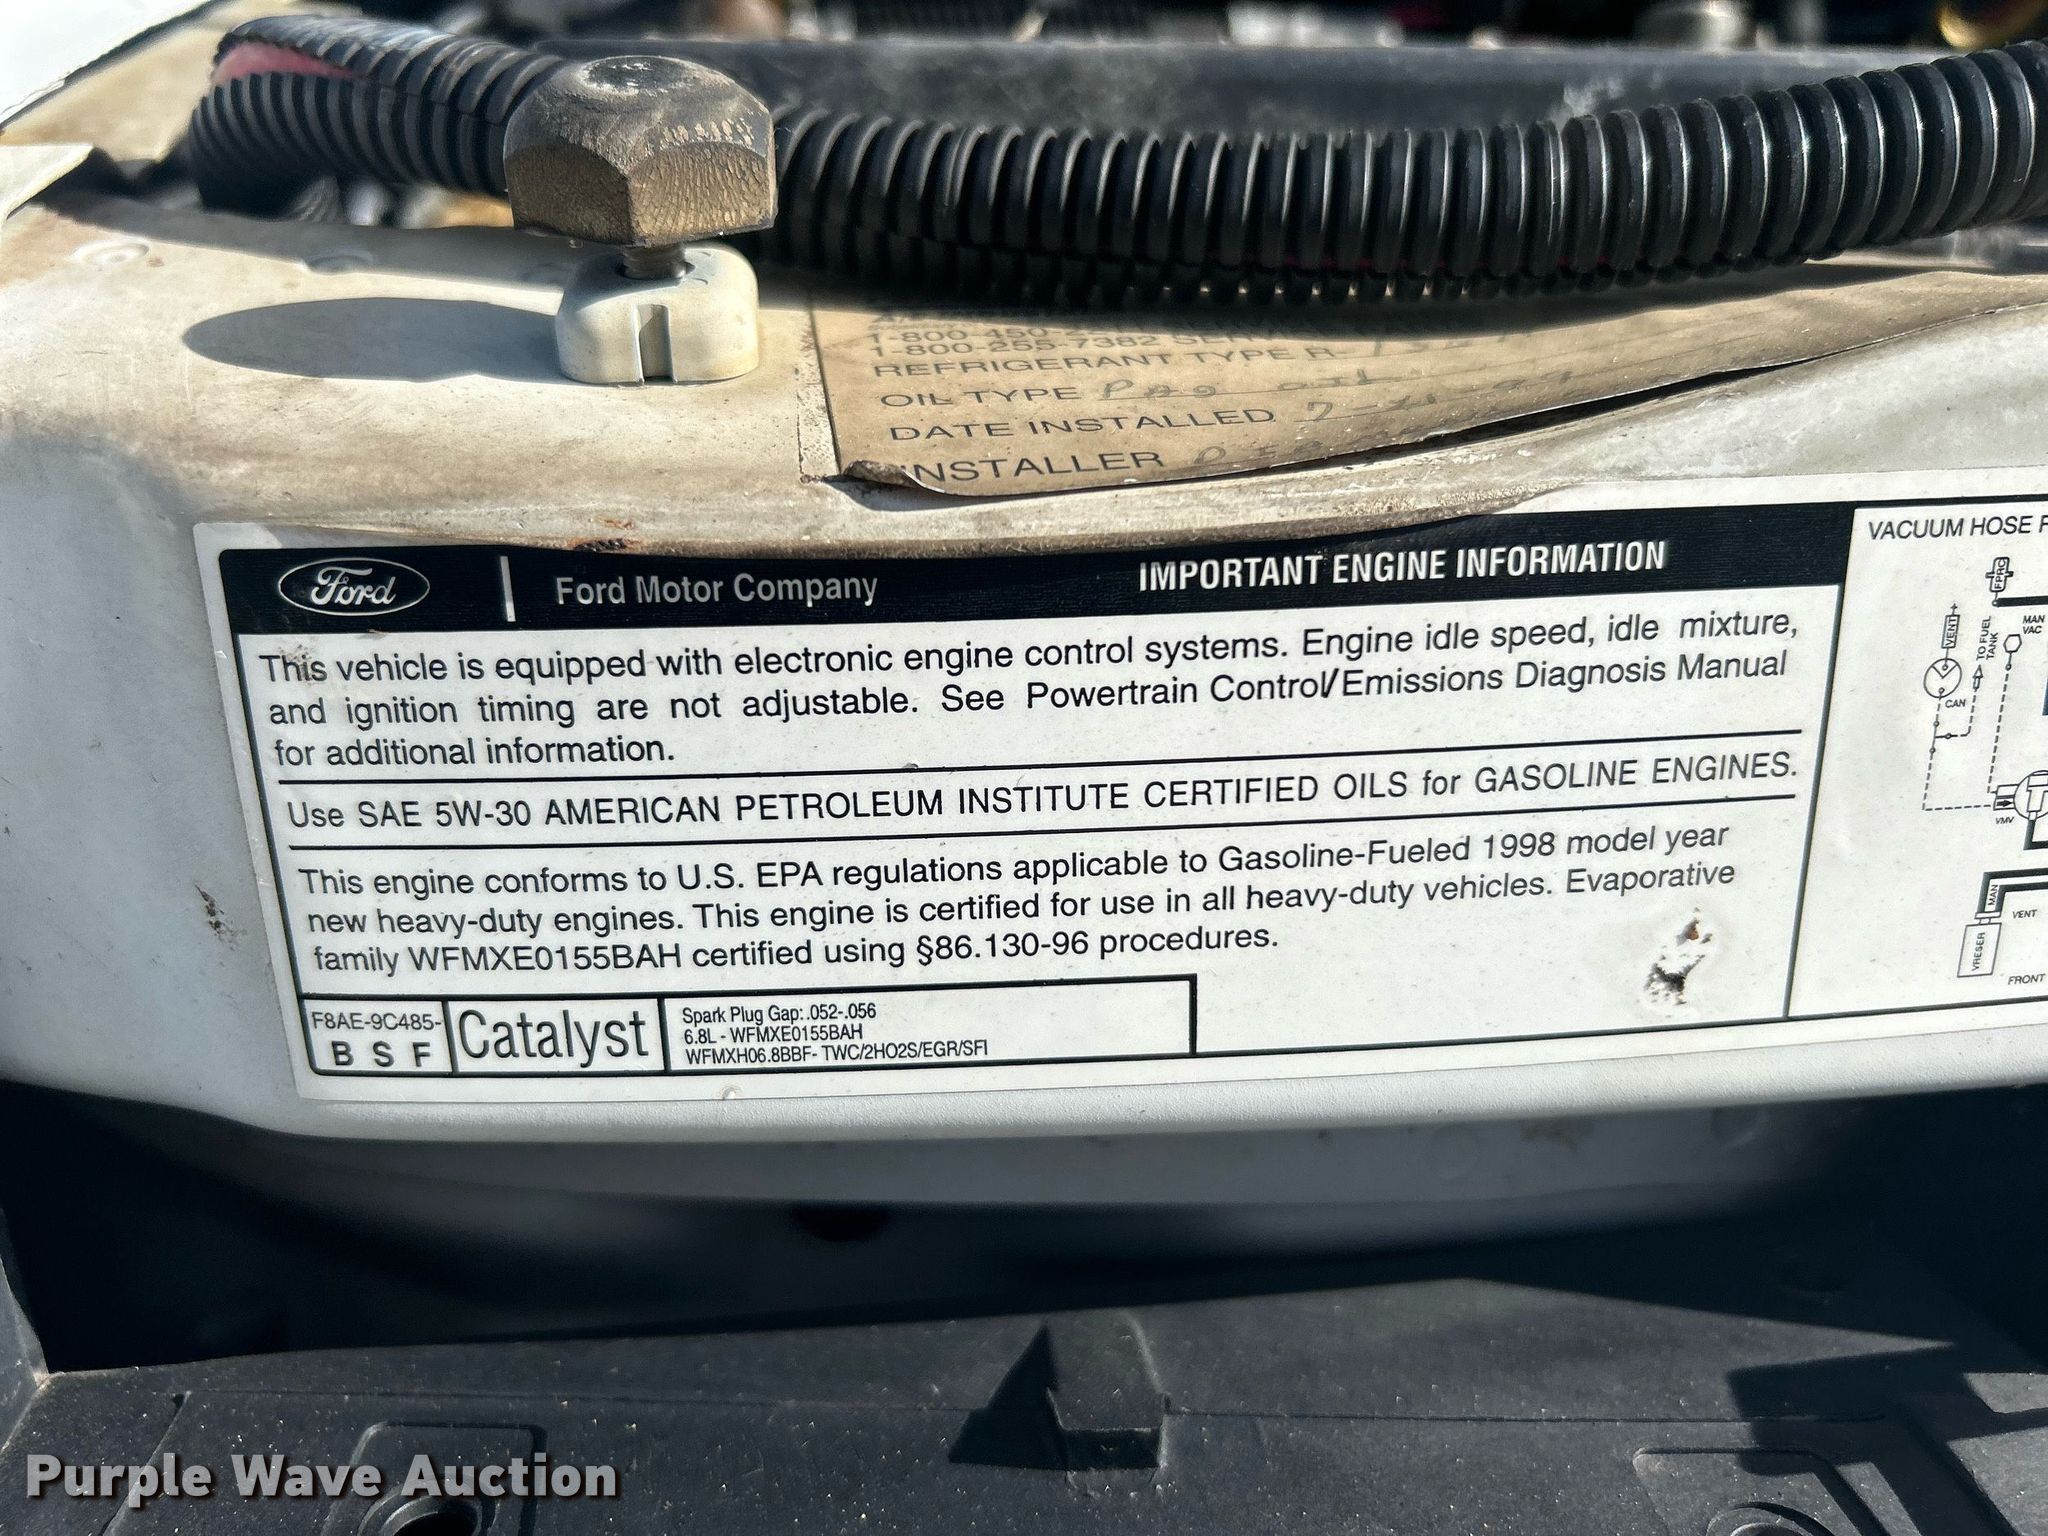 1-800-450-
1-800-255-7382
REFRIGERANT TYPE R-
OIL TYPE PAG OIL
DATE INSTALLED
INSTALLER
Ford
Ford Motor Company
IMPORTANT ENGINE INFORMATION
This vehicle is equipped with electronic engine control systems. Engine idle speed, idle mixture,
and ignition timing are not adjustable. See Powertrain Control/Emissions Diagnosis Manual
for additional information.
Use SAE 5W-30 AMERICAN PETROLEUM INSTITUTE CERTIFIED OILS for GASOLINE ENGINES.
This engine conforms to U.S. EPA regulations applicable to Gasoline-Fueled 1998 model year
new heavy-duty engines. This engine is certified for use in all heavy-duty vehicles. Evaporative
family WFMXE0155BAH certified using §86.130-96 procedures.
F8AE-9C485-
B S F
Catalyst
Spark Plug Gap:.052-.056
6.8L - WFMXE0155BAH
WFMXH06.8BBF- TWC/2HO2S/EGR/SFI
VACUUM HOSE
FPRC
VENT
TO FUEL
TANK
MAN
VAC
CAN
VMV
MAN
VENT
VRESER
FRONT
Purple Wave Auction